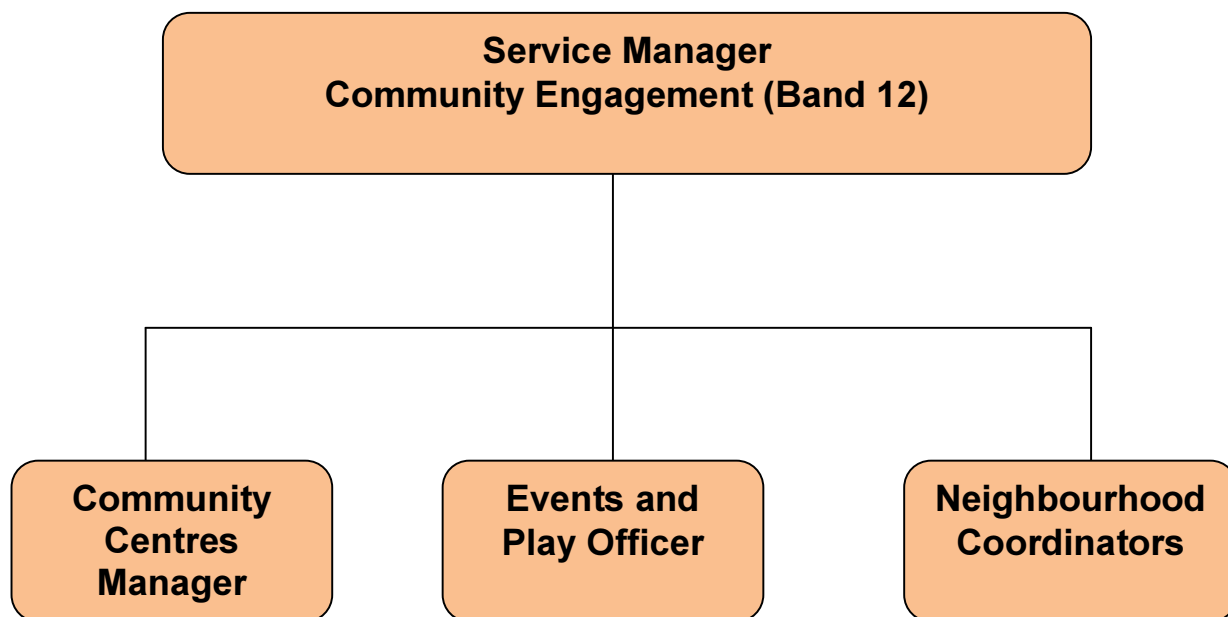 Service Manager
Community Engagement (Band 12)
Community
Centres
Manager
Events and
Play Officer
Neighbourhood
Coordinators